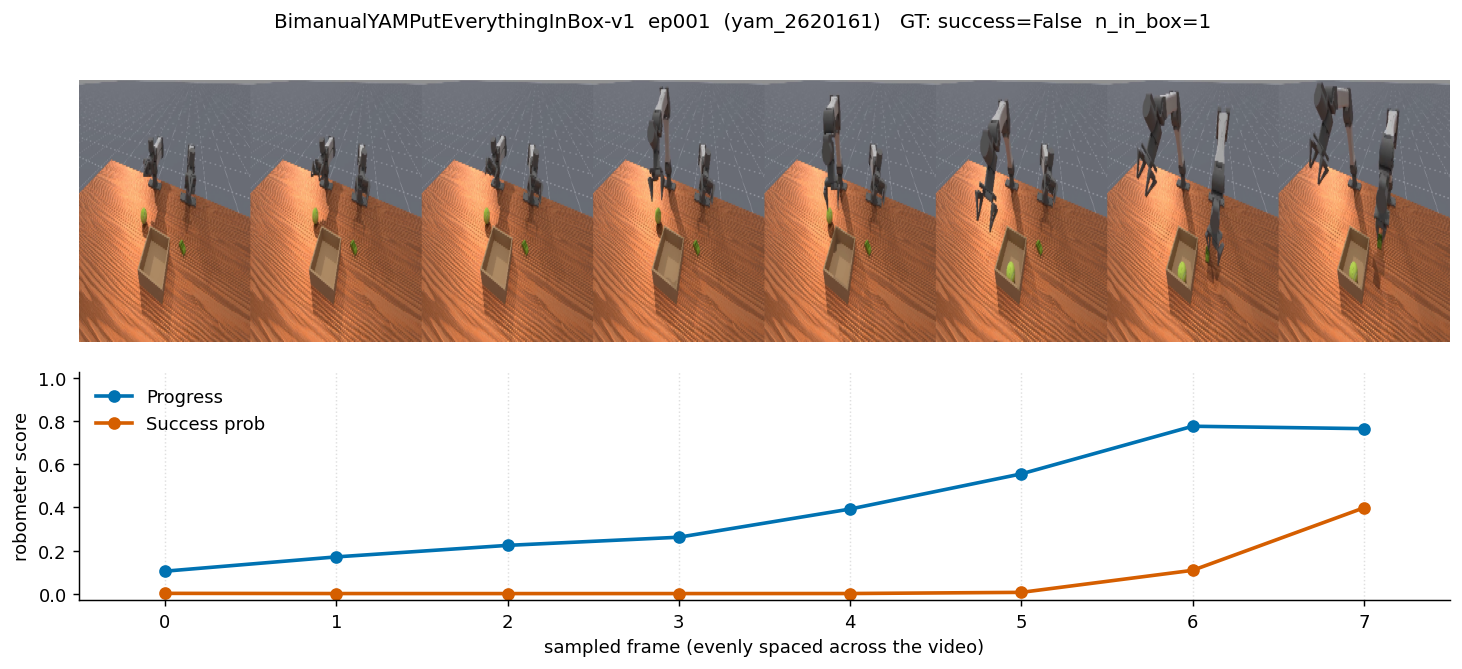 BimanualYAMPutEverythingInBox-v1  ep001  (yam_2620161)   GT: success=False  n_in_box=1
1.0
0.8
0.6
0.4
0.2
0.0
robometer score
Progress
Success prob
0 1 2 3 4 5 6 7
sampled frame (evenly spaced across the video)